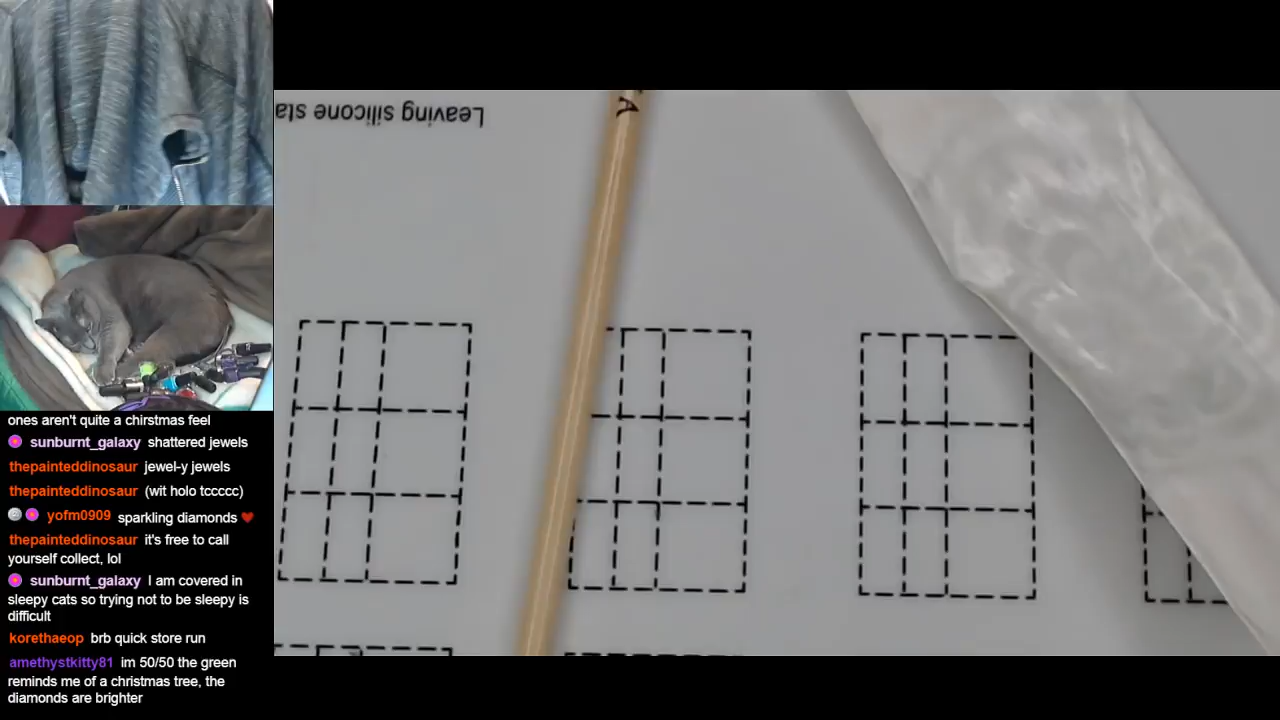 Leaving silicone sta
A
ones aren't quite a chirstmas feel
sunburnt_galaxy shattered jewels
thepainteddinosaur jewel-y jewels
thepainteddinosaur (wit holo tccccc)
yofm0909 sparkling diamonds
thepainteddinosaur it's free to call
yourself collect, lol
sunburnt_galaxy I am covered in
sleepy cats so trying not to be sleepy is
difficult
korethaeop brb quick store run
amethystkitty81 im 50/50 the green
reminds me of a christmas tree, the
diamonds are brighter